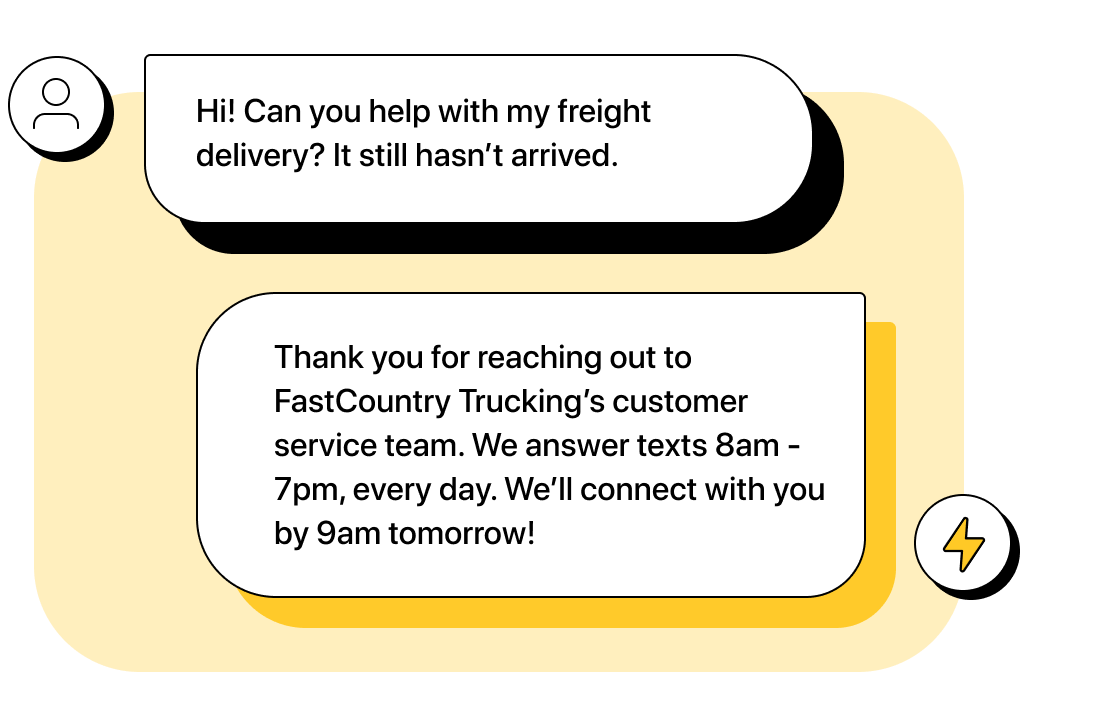 Hi! Can you help with my freight
delivery? It still hasn’t arrived.
Thank you for reaching out to
FastCountry Trucking’s customer
service team. We answer texts 8am -
7pm, every day. We’ll connect with you
by 9am tomorrow!